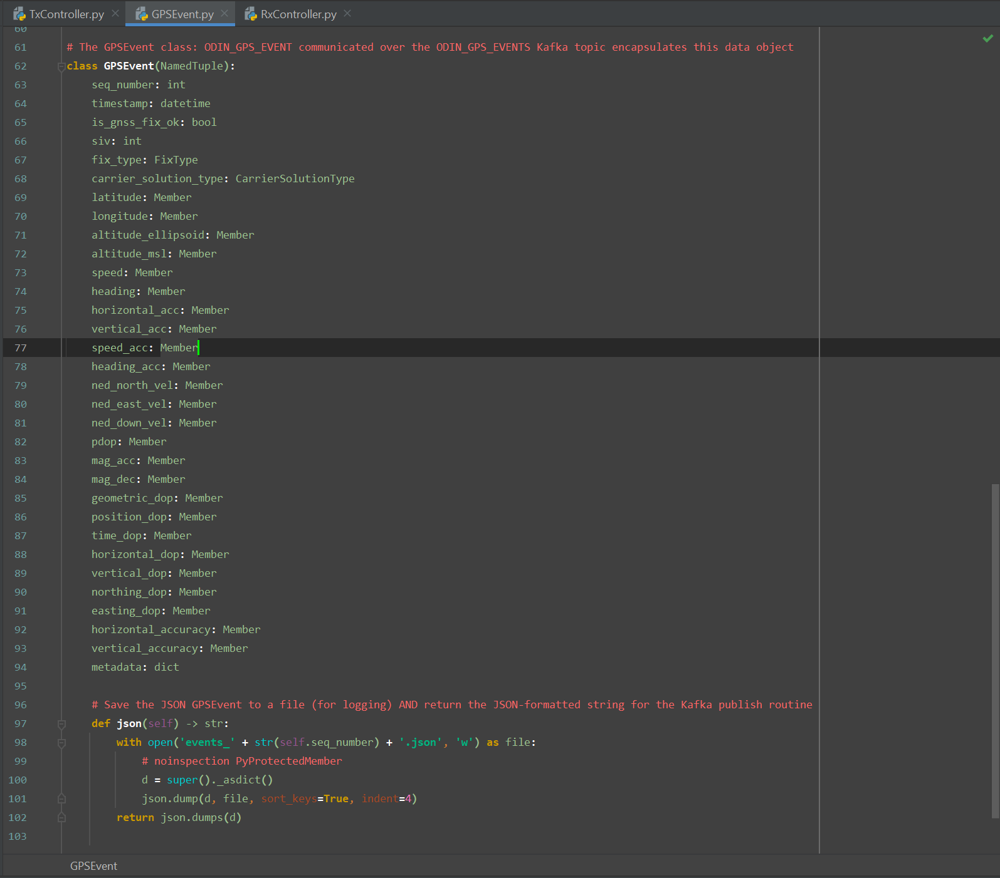 TxController.py GPSEvent.py RxController.py
60
61 # The GPSEvent class: ODIN_GPS_EVENT communicated over the ODIN_GPS_EVENTS Kafka topic encapsulates this data object
62 class GPSEvent(NamedTuple):
63     seq_number: int
64     timestamp: datetime
65     is_gnss_fix_ok: bool
66     siv: int
67     fix_type: FixType
68     carrier_solution_type: CarrierSolutionType
69     latitude: Member
70     longitude: Member
71     altitude_ellipsoid: Member
72     altitude_msl: Member
73     speed: Member
74     heading: Member
75     horizontal_acc: Member
76     vertical_acc: Member
77     speed_acc: Member
78     heading_acc: Member
79     ned_north_vel: Member
80     ned_east_vel: Member
81     ned_down_vel: Member
82     pdop: Member
83     mag_acc: Member
84     mag_dec: Member
85     geometric_dop: Member
86     position_dop: Member
87     time_dop: Member
88     horizontal_dop: Member
89     vertical_dop: Member
90     northing_dop: Member
91     easting_dop: Member
92     horizontal_accuracy: Member
93     vertical_accuracy: Member
94     metadata: dict
95
96     # Save the JSON GPSEvent to a file (for logging) AND return the JSON-formatted string for the Kafka publish routine
97     def json(self) -> str:
98         with open('events_' + str(self.seq_number) + '.json', 'w') as file:
99             # noinspection PyProtectedMember
100             d = super()._asdict()
101             json.dump(d, file, sort_keys=True, indent=4)
102         return json.dumps(d)
103
GPSEvent